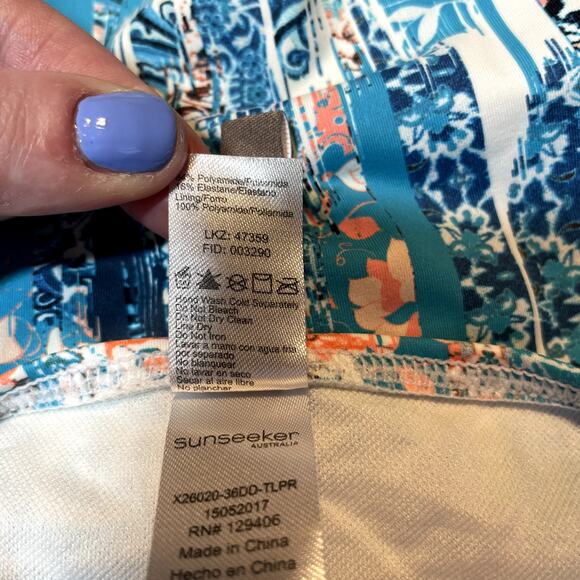 % Polyamide/Poliamida
16% Elastane/Elastano
Lining/Forro
100% Polyamide/Poliamida
LKZ: 47359
FID: 003290
Hand Wash Cold Separately
Do Not Bleach
Do Not Dry Clean
Line Dry
Do Not Iron
Lavar a mano con agua fria
por separado
No blanquear
No lavar en seco
Secar al aire libre
No planchar
sunseeker
AUSTRALIA
X26020-36DD-TLPR
15052017
RN# 129406
Made in China
Hecho en China